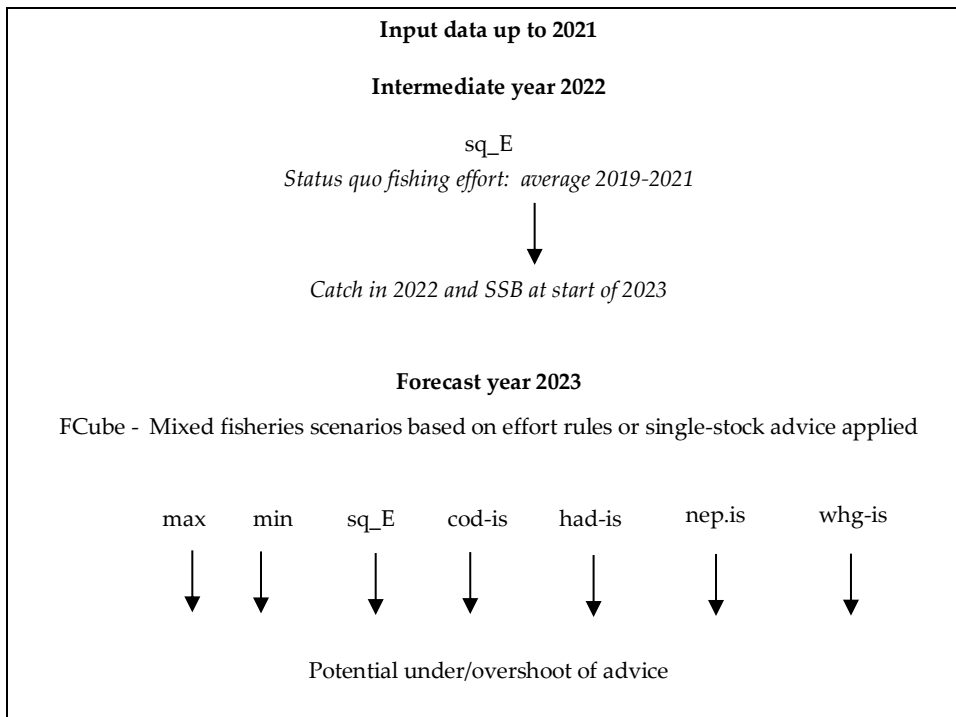 Input data up to 2021
Intermediate year 2022
sq_E
Status quo fishing effort: average 2019-2021
Catch in 2022 and SSB at start of 2023
Forecast year 2023
FCube - Mixed fisheries scenarios based on effort rules or single-stock advice applied
max min sq_E cod-is had-is nep.is whg-is
Potential under/overshoot of advice